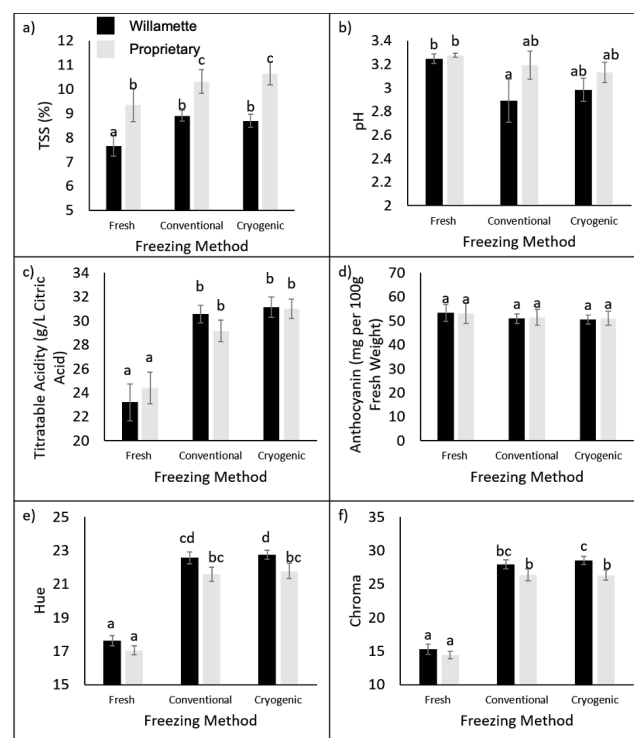 a)
Willamette
Proprietary
12
11
10
9
8
7
6
5
TSS (%)
a
b
b
c
b
c
Fresh
Conventional
Cryogenic
Freezing Method
b)
3.4
3.2
3
2.8
2.6
2.4
2.2
2
pH
b
b
a
ab
ab
ab
Fresh
Conventional
Cryogenic
Freezing Method
c)
34
32
30
28
26
24
22
20
Titratable Acidity (g/L Citric
Acid)
a
a
b
b
b
b
Fresh
Conventional
Cryogenic
Freezing Method
d)
70
60
50
40
30
20
10
0
Anthocyanin (mg per 100g
Fresh Weight)
a
a
a
a
a
a
Fresh
Conventional
Cryogenic
Freezing Method
e)
25
23
21
19
17
15
Hue
a
a
cd
bc
d
bc
Fresh
Conventional
Cryogenic
Freezing Method
f)
35
30
25
20
15
10
Chroma
a
a
bc
b
c
b
Fresh
Conventional
Cryogenic
Freezing Method